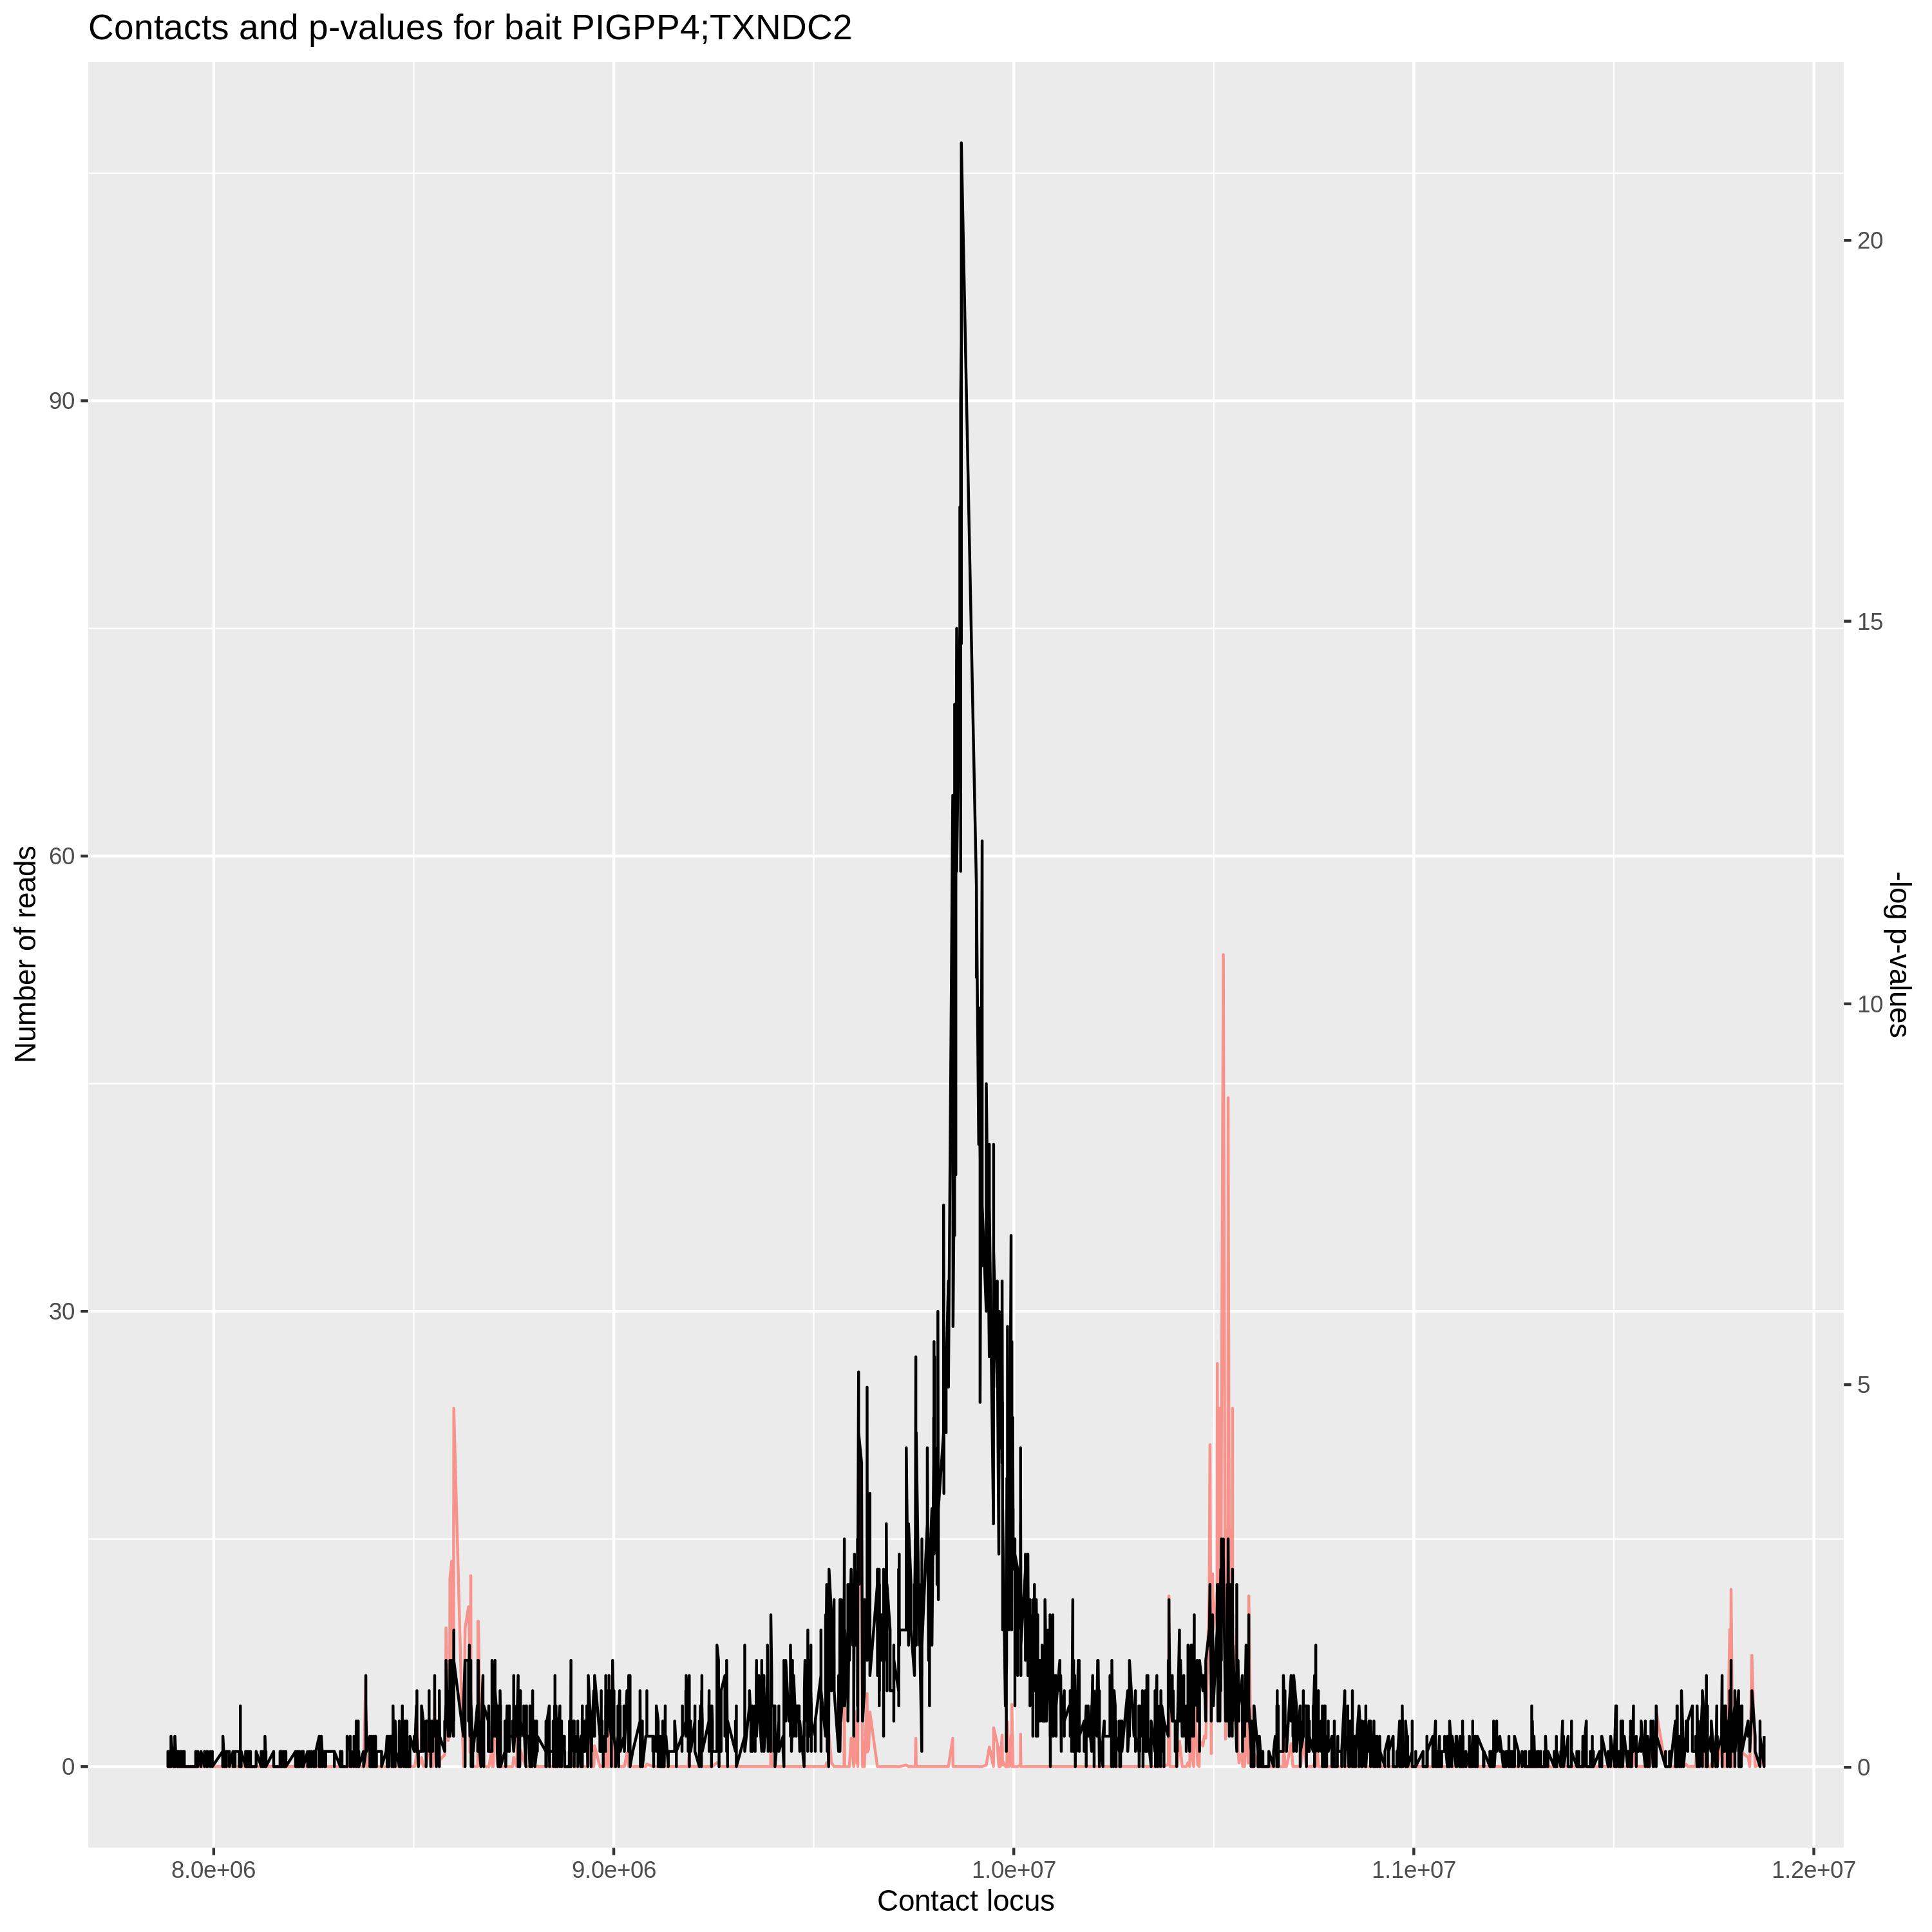 Contacts and p-values for bait PIGPP4;TXNDC2
90
60
30
0
20
15
10
5
0
Number of reads
-log p-values
8.0e+06
9.0e+06
1.0e+07
1.1e+07
1.2e+07
Contact locus